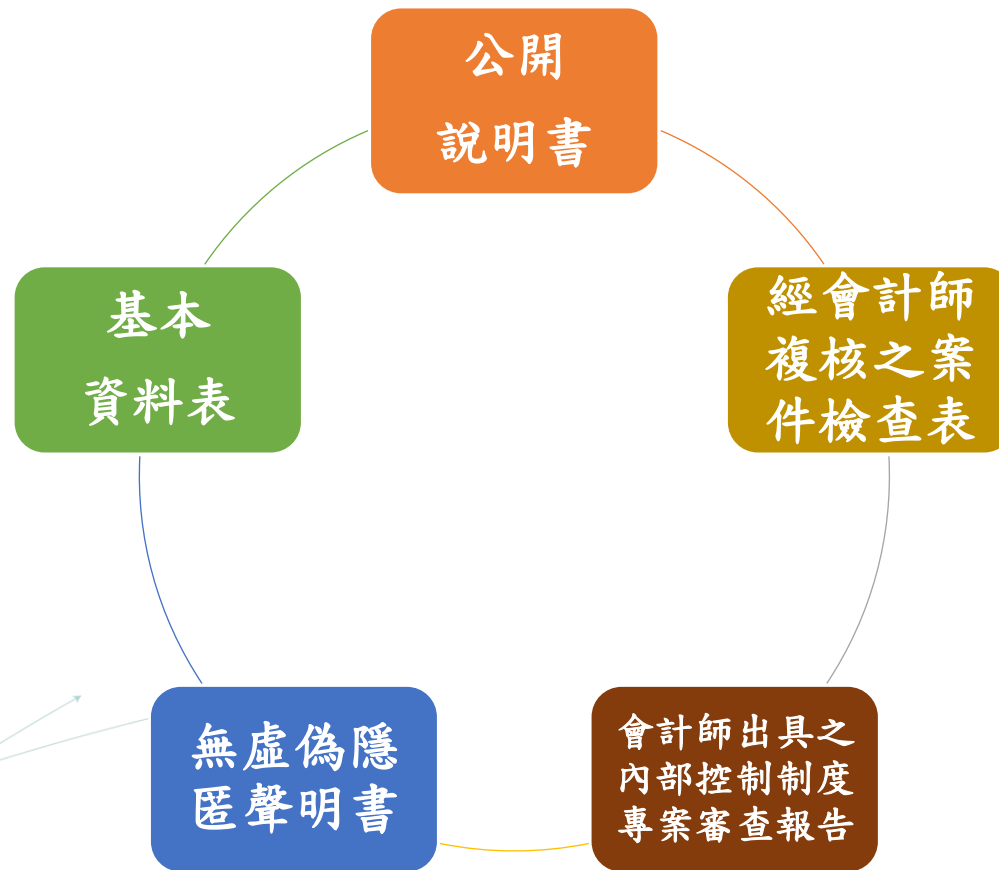 公開
說明書
基本
資料表
經會計師
複核之案
件檢查表
無虛偽隱
匿聲明書
會計師出具之
內部控制制度
專案審查報告